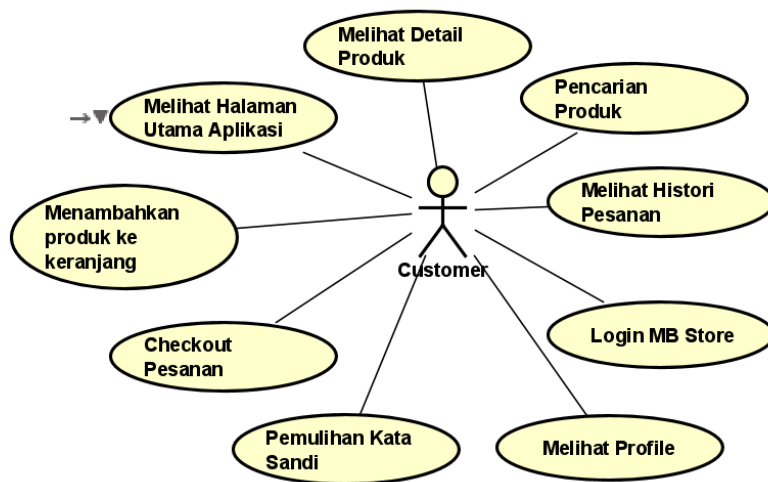 Melihat Detail
Produk
Pencarian
Produk
Melihat Halaman
Utama Aplikasi
Melihat Histori
Pesanan
Menambahkan
produk ke
keranjang
Customer
Login MB Store
Checkout
Pesanan
Pemulihan Kata
Sandi
Melihat Profile